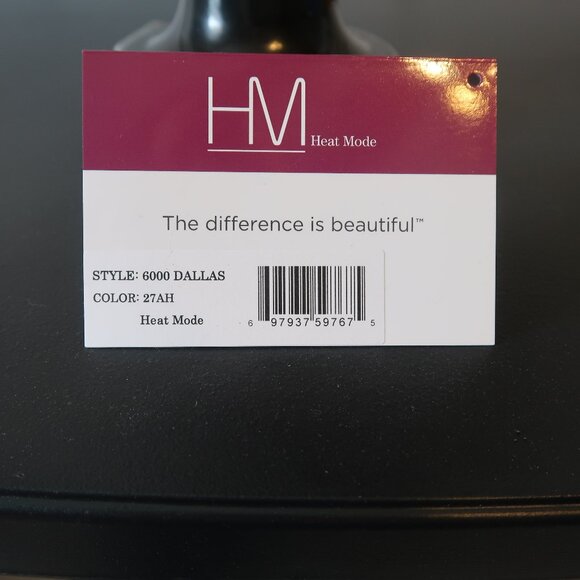 HM Heat Mode
The difference is beautiful™
STYLE: 6000 DALLAS
COLOR: 27AH
Heat Mode
6 97937 59767 5